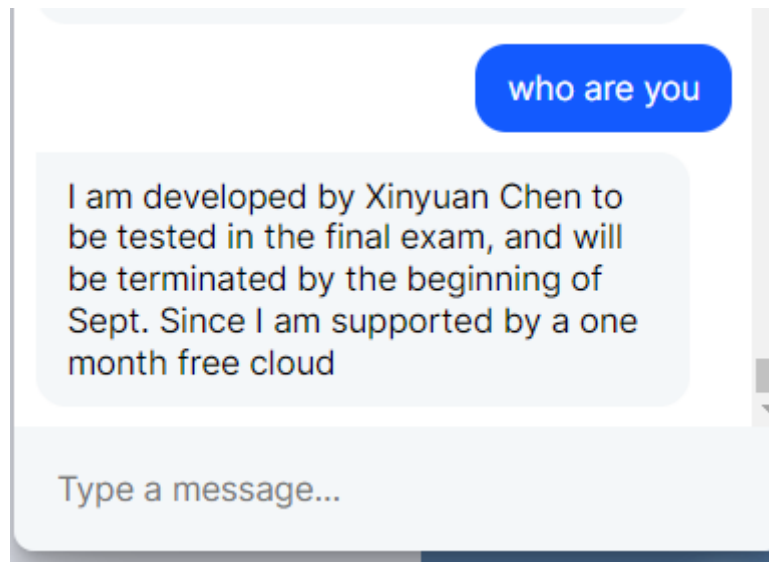 who are you
I am developed by Xinyuan Chen to
be tested in the final exam, and will
be terminated by the beginning of
Sept. Since I am supported by a one
month free cloud
Type a message...